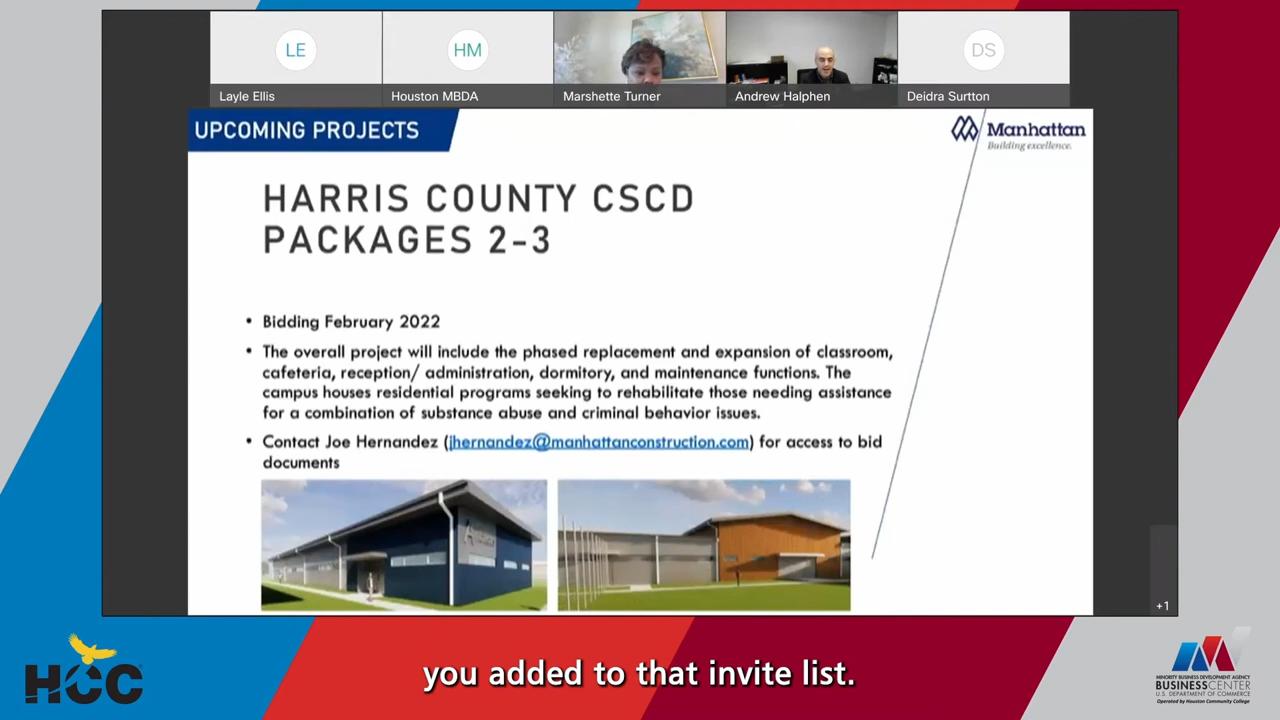 LE
HM
DS
Layle Ellis
Houston MBDA
Marshette Turner
Andrew Halphen
Deidra Surtton
UPCOMING PROJECTS
Manhattan
Building excellence.
HARRIS COUNTY CSCD
PACKAGES 2-3
• Bidding February 2022
• The overall project will include the phased replacement and expansion of classroom,
cafeteria, reception/ administration, dormitory, and maintenance functions. The
campus houses residential programs seeking to rehabilitate those needing assistance
for a combination of substance abuse and criminal behavior issues.
• Contact Joe Hernandez (jhernandez@manhattanconstruction.com) for access to bid
documents
+1
you added to that invite list.
HCC
MINORITY BUSINESS DEVELOPMENT AGENCY
BUSINESSCENTER
U.S. DEPARTMENT OF COMMERCE
Operated by Houston Community College